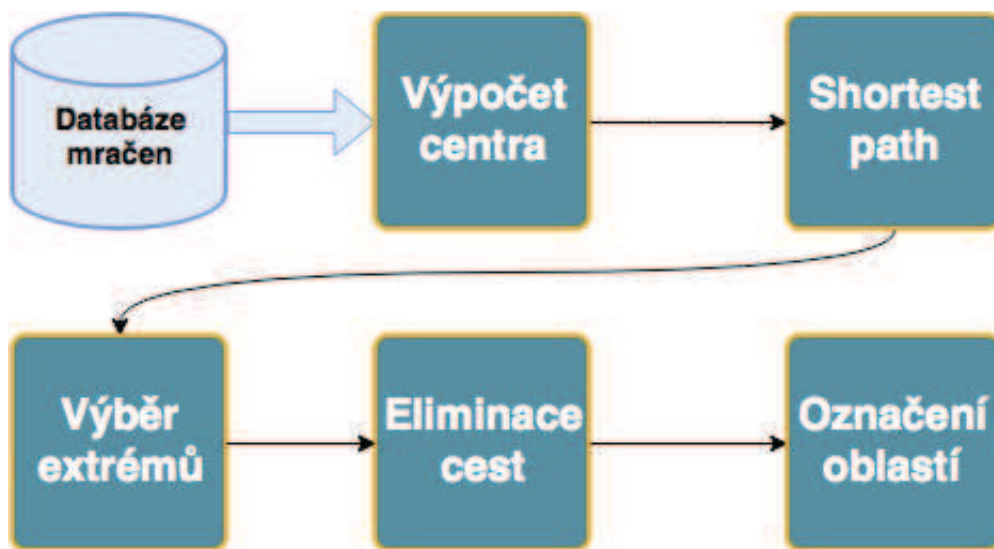 Databáze
mračen
Výpočet
centra
Shortest
path
Výběr
extrémů
Eliminace
cest
Označení
oblastí